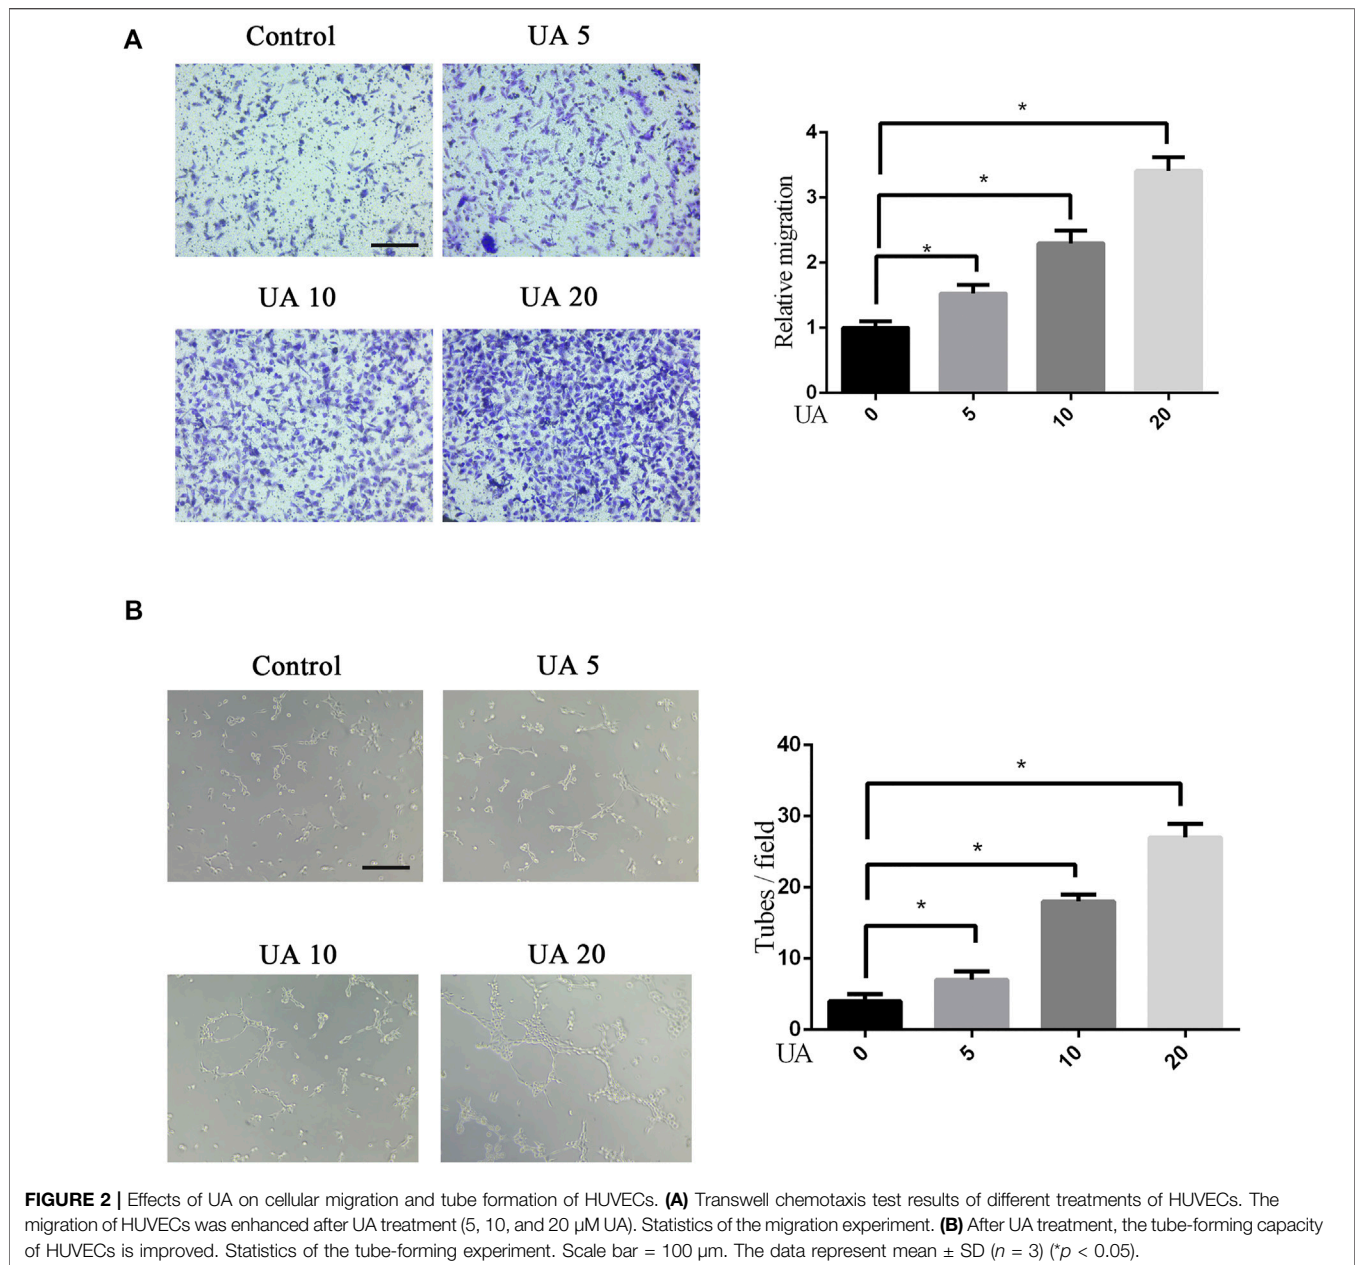 A
Control
UA 5
UA 10
UA 20
*
*
*
Relative migration
4
3
2
1
0
UA
0
5
10
20
B
Control
UA 5
UA 10
UA 20
*
*
*
Tubes / field
40
30
20
10
0
UA
0
5
10
20
FIGURE 2 | Effects of UA on cellular migration and tube formation of HUVECs. (A) Transwell chemotaxis test results of different treatments of HUVECs. The
migration of HUVECs was enhanced after UA treatment (5, 10, and 20 μM UA). Statistics of the migration experiment. (B) After UA treatment, the tube-forming capacity
of HUVECs is improved. Statistics of the tube-forming experiment. Scale bar = 100 μm. The data represent mean ± SD (n = 3) (*p < 0.05).